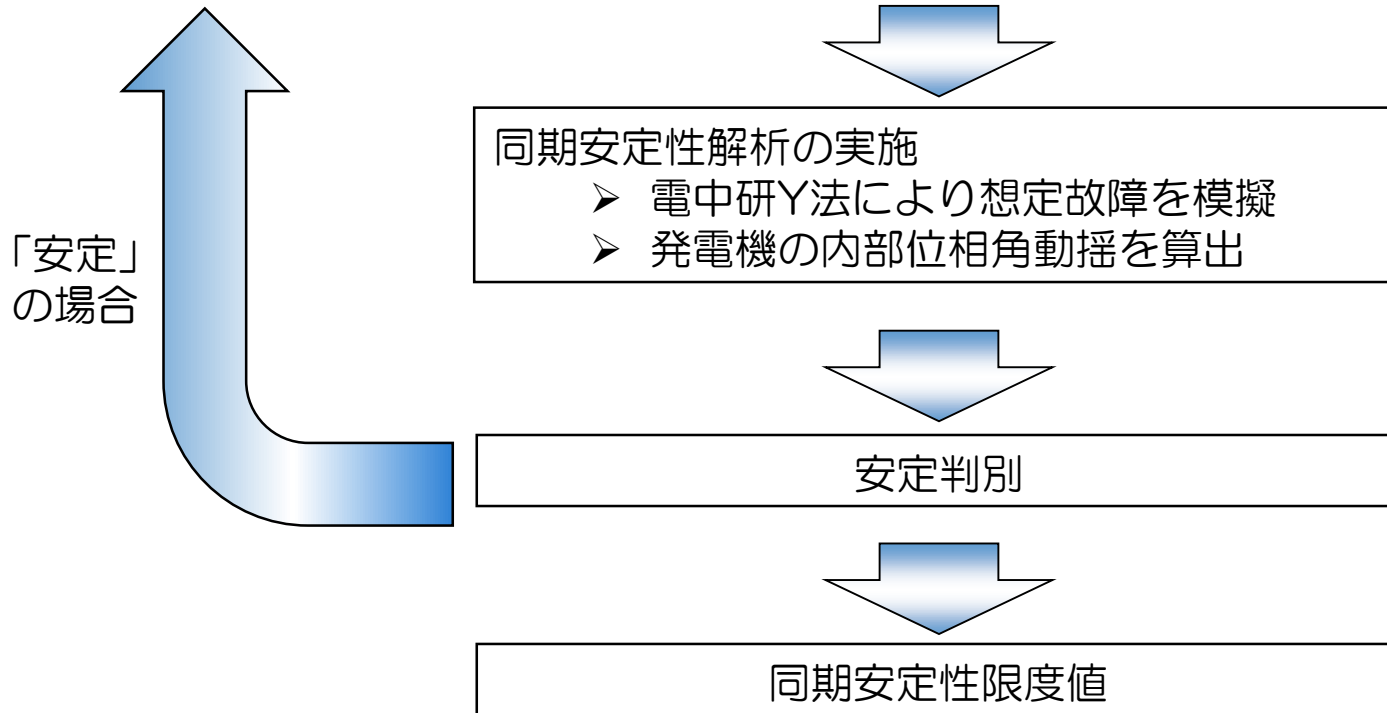 同期安定性解析の実施
➢ 電中研Y法により想定故障を模擬
➢ 発電機の内部位相角動揺を算出
「安定」
の場合
安定判別
同期安定性限度値